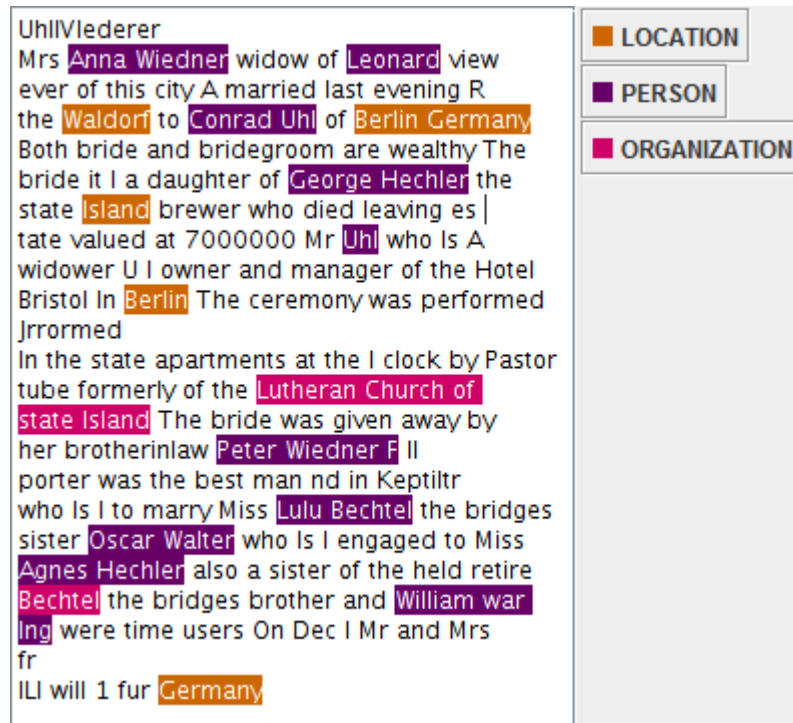 UhllVlederer
Mrs Anna Wiedner widow of Leonard view
ever of this city A married last evening R
the Waldorf to Conrad Uhl of Berlin Germany
Both bride and bridegroom are wealthy The
bride it I a daughter of George Hechler the
state Island brewer who died leaving es
tate valued at 7000000 Mr Uhl who Is A
widower U I owner and manager of the Hotel
Bristol In Berlin The ceremony was performed
Jrrormed
In the state apartments at the I clock by Pastor
tube formerly of the Lutheran Church of
state Island The bride was given away by
her brotherinlaw Peter Wiedner F ll
porter was the best man nd in Keptiltr
who Is I to marry Miss Lulu Bechtel the bridges
sister Oscar Walter who Is I engaged to Miss
Agnes Hechler also a sister of the held retire
Bechtel the bridges brother and William war
Ing were time users On Dec I Mr and Mrs
fr
ILI will 1 fur Germany
LOCATION
PERSON
ORGANIZATION